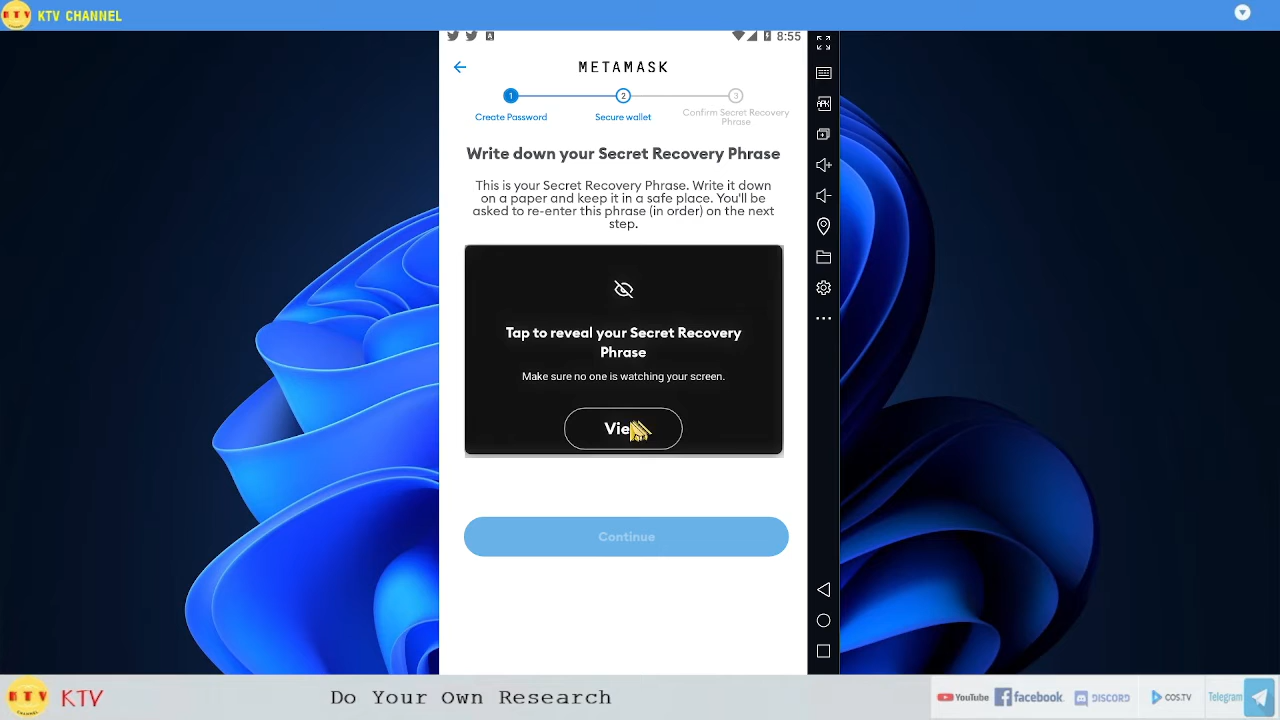 KTV KTV CHANNEL
8:55
METAMASK
1 2 3
Create Password Secure wallet Confirm Secret Recovery
Phrase
Write down your Secret Recovery Phrase
This is your Secret Recovery Phrase. Write it down
on a paper and keep it in a safe place. You'll be
asked to re-enter this phrase (in order) on the next
step.
Tap to reveal your Secret Recovery
Phrase
Make sure no one is watching your screen.
Vie
Continue
APK
KTV CHANNEL KTV Do Your Own Research YouTube facebook. DISCORD COS.TV Telegram